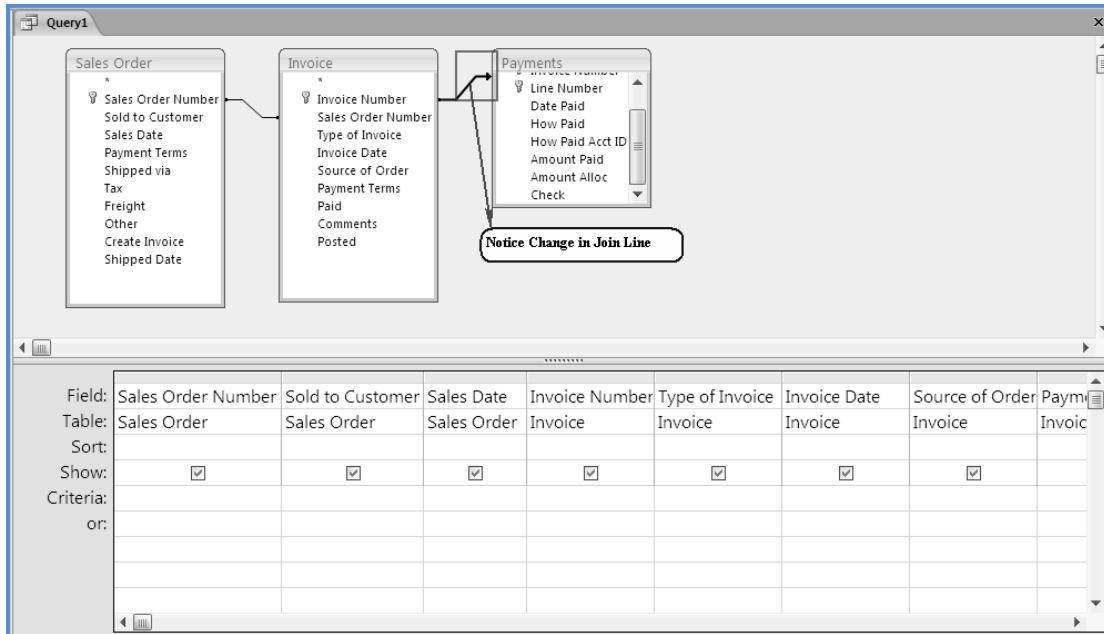 Query1
Sales Order
*
Sales Order Number
Sold to Customer
Sales Date
Payment Terms
Shipped via
Tax
Freight
Other
Create Invoice
Shipped Date
Invoice
*
Invoice Number
Sales Order Number
Type of Invoice
Invoice Date
Source of Order
Payment Terms
Paid
Comments
Posted
Payments
Invoice Number
Line Number
Date Paid
How Paid
How Paid Acct ID
Amount Paid
Amount Alloc
Check
Notice Change in Join Line
Field: Sales Order Number Sold to Customer Sales Date Invoice Number Type of Invoice Invoice Date Source of Order Payme
Table: Sales Order Sales Order Sales Order Invoice Invoice Invoice Invoice Invoic
Sort:
Show:
Criteria:
or: